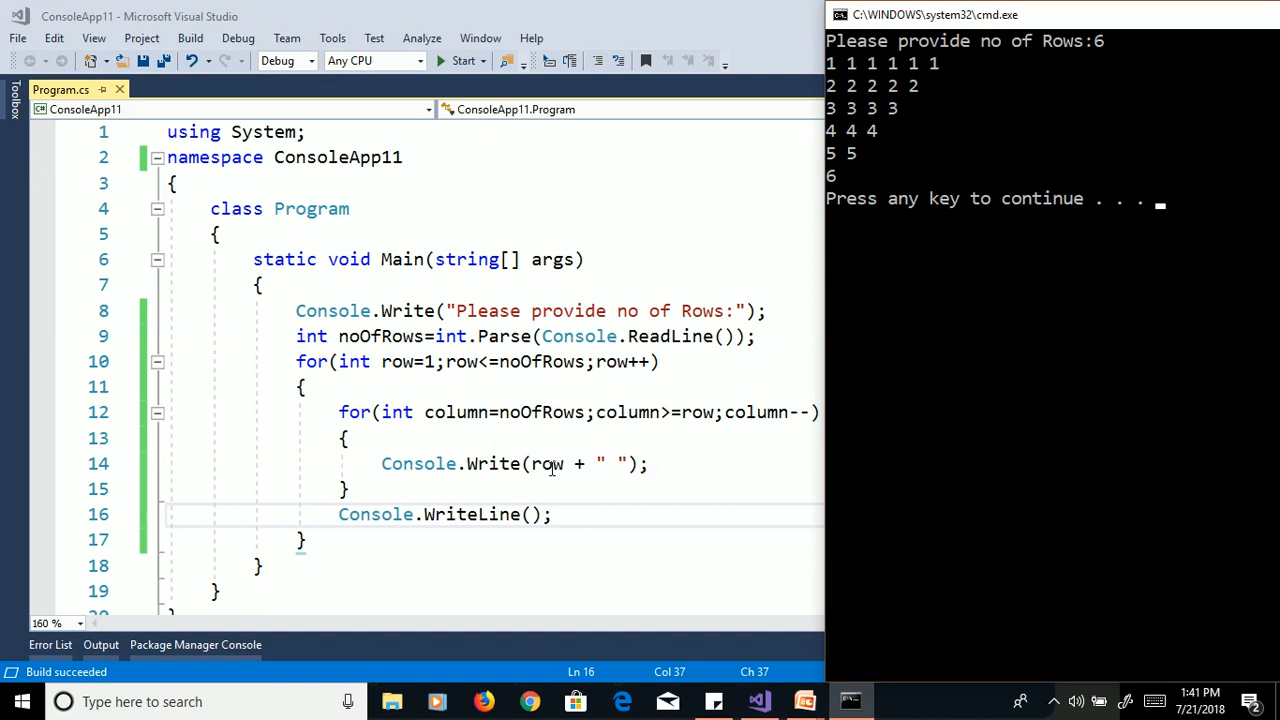 ConsoleApp11 - Microsoft Visual Studio
File Edit View Project Build Debug Team Tools Test Analyze Window Help
Debug Any CPU Start
Toolbox
Program.cs
ConsoleApp11 ConsoleApp11.Program
1 using System;
2 namespace ConsoleApp11
3 {
4 class Program
5 {
6 static void Main(string[] args)
7 {
8 Console.Write("Please provide no of Rows:");
9 int noOfRows=int.Parse(Console.ReadLine());
10 for(int row=1;row<=noOfRows;row++)
11 {
12 for(int column=noOfRows;column>=row;column--)
13 {
14 Console.Write(row + " ");
15 }
16 Console.WriteLine();
17 }
18 }
19 }
160 %
Error List Output Package Manager Console
Build succeeded Ln 16 Col 37 Ch 37
C:\WINDOWS\system32\cmd.exe
Please provide no of Rows:6
1 1 1 1 1 1
2 2 2 2 2
3 3 3 3
4 4 4
5 5
6
Press any key to continue . . .
Type here to search
1:41 PM
7/21/2018
2